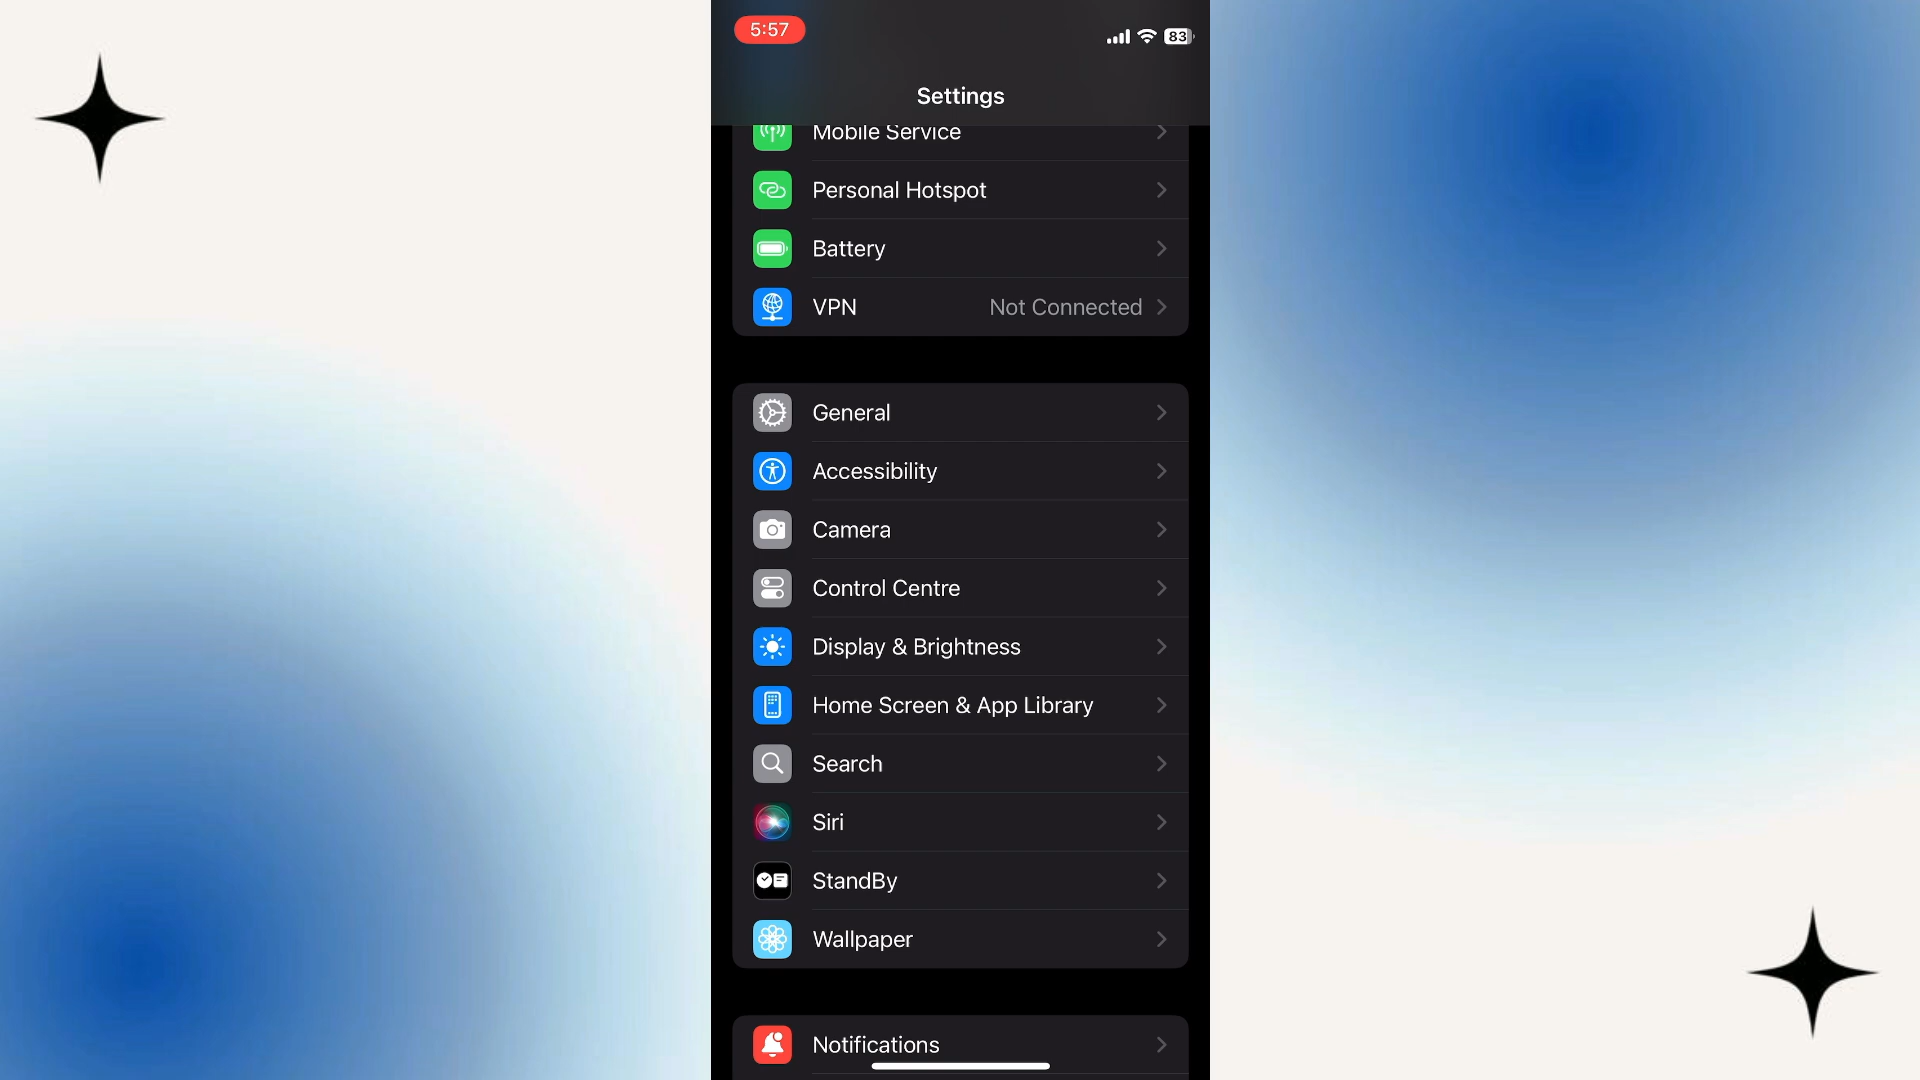 5:57
83
Settings
Mobile Service
Personal Hotspot
Battery
VPN Not Connected
General
Accessibility
Camera
Control Centre
Display & Brightness
Home Screen & App Library
Search
Siri
StandBy
Wallpaper
Notifications